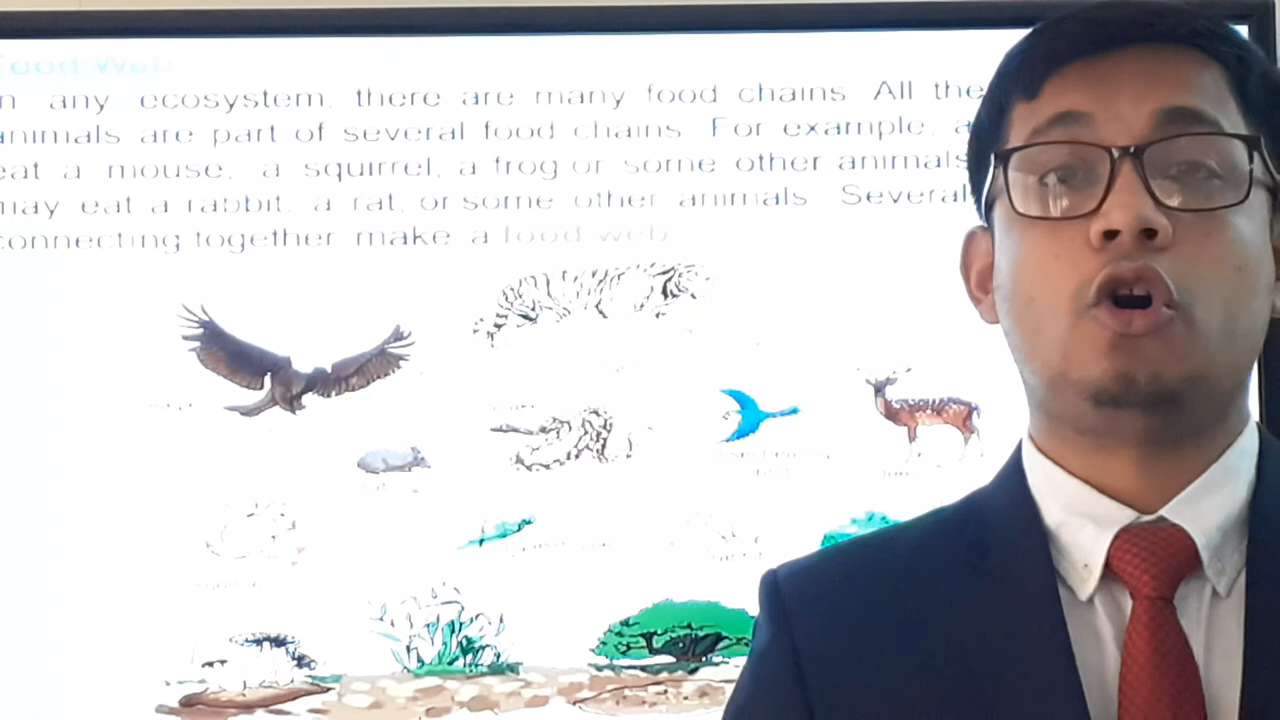 Food Web
n any ecosystem, there are many food chains. All the
animals are part of several food chains. For example, a
eat a mouse, a squirrel, a frog or some other animals
may eat a rabbit, a rat, or some other animals. Several
connecting together make a food web.